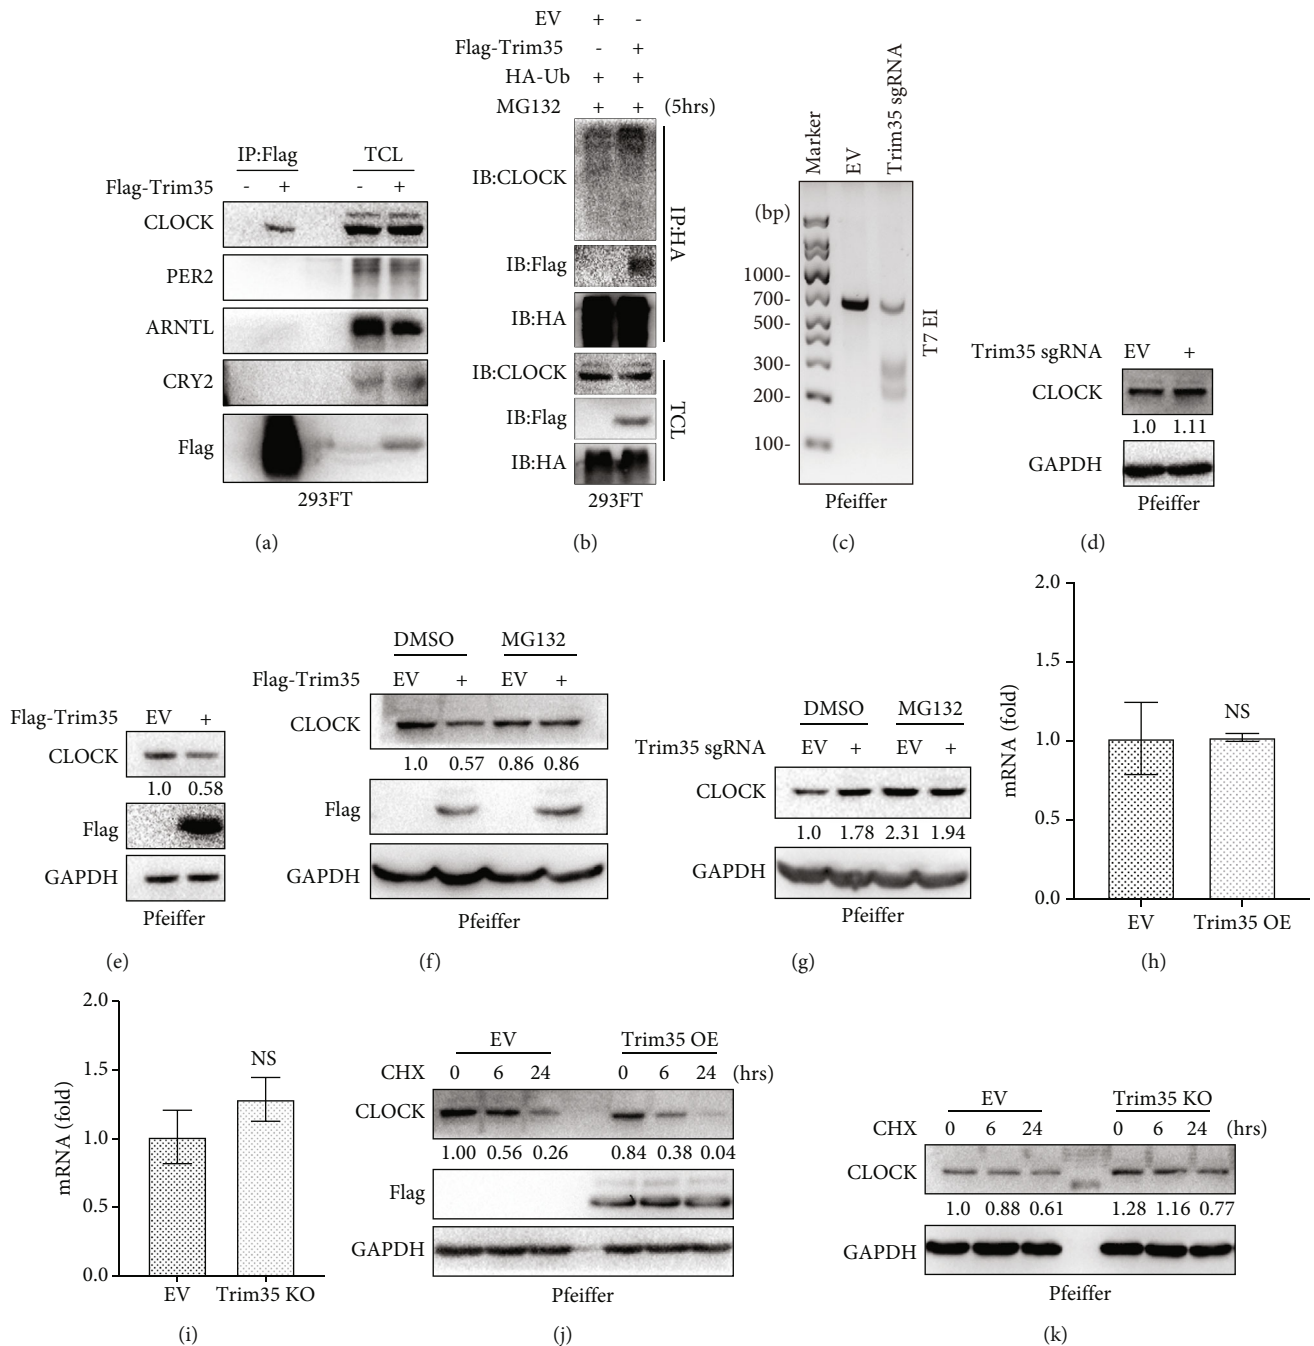 IP:Flag TCL
Flag-Trim35 - + - +
CLOCK
PER2
ARNTL
CRY2
Flag
293FT
(a)
EV + -
Flag-Trim35 - +
HA-Ub + +
MG132 + + (5hrs)
IB:CLOCK
IB:Flag
IB:HA
IP:HA
IB:CLOCK
IB:Flag
IB:HA
TCL
293FT
(b)
Marker
EV
Trim35 sgRNA
(bp)
1000-
700-
500-
300-
200-
100-
T7 EI
Pfeiffer
(c)
Trim35 sgRNA EV +
CLOCK
1.0 1.11
GAPDH
Pfeiffer
(d)
Flag-Trim35 EV +
CLOCK
1.0 0.58
Flag
GAPDH
Pfeiffer
(e)
DMSO MG132
Flag-Trim35 EV + EV +
CLOCK
1.0 0.57 0.86 0.86
Flag
GAPDH
Pfeiffer
(f)
DMSO MG132
Trim35 sgRNA EV + EV +
CLOCK
1.0 1.78 2.31 1.94
GAPDH
Pfeiffer
(g)
mRNA (fold)
2.0
1.5
1.0
0.5
0.0
NS
EV Trim35 OE
(h)
mRNA (fold)
2.0
1.5
1.0
0.5
0.0
NS
EV Trim35 KO
(i)
EV Trim35 OE
CHX 0 6 24 0 6 24 (hrs)
CLOCK
1.00 0.56 0.26 0.84 0.38 0.04
Flag
GAPDH
Pfeiffer
(j)
EV Trim35 KO
CHX 0 6 24 0 6 24 (hrs)
CLOCK
1.0 0.88 0.61 1.28 1.16 0.77
GAPDH
Pfeiffer
(k)